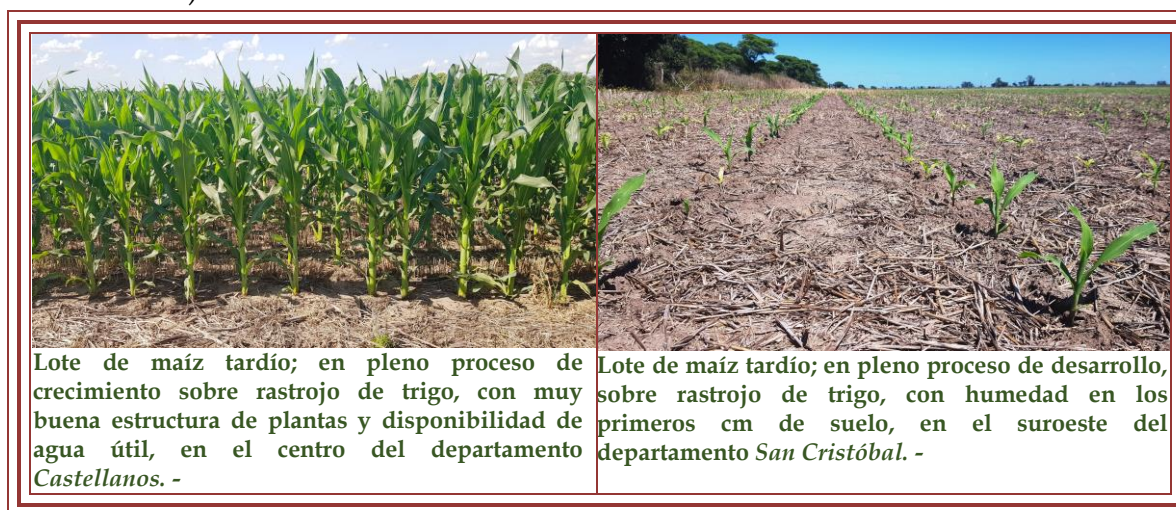 Lote de maíz tardío; en pleno proceso de
crecimiento sobre rastrojo de trigo, con muy
buena estructura de plantas y disponibilidad de
agua útil, en el centro del departamento
Castellanos. -
Lote de maíz tardío; en pleno proceso de desarrollo,
sobre rastrojo de trigo, con humedad en los
primeros cm de suelo, en el suroeste del
departamento San Cristóbal. -